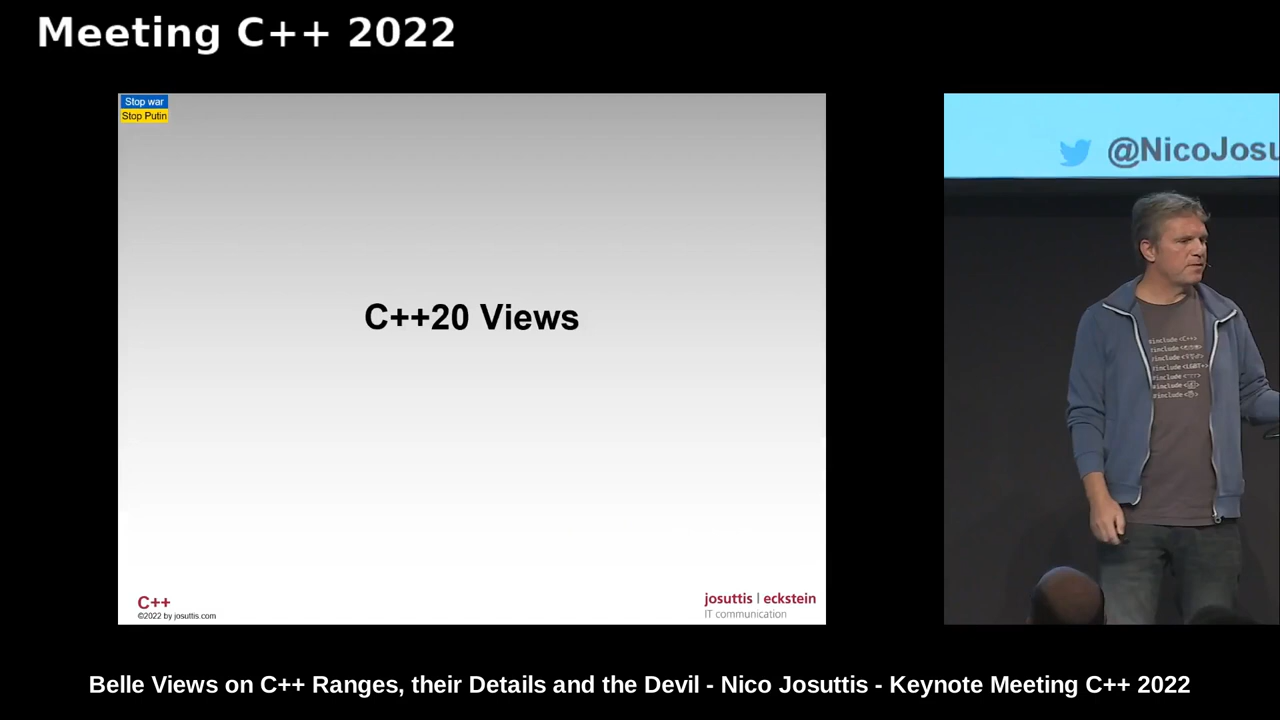 Meeting C++ 2022
Stop war
Stop Putin
C++20 Views
C++
©2022 by josuttis.com
josuttis | eckstein
IT communication
@NicoJosu
#include <C++>
Belle Views on C++ Ranges, their Details and the Devil - Nico Josuttis - Keynote Meeting C++ 2022